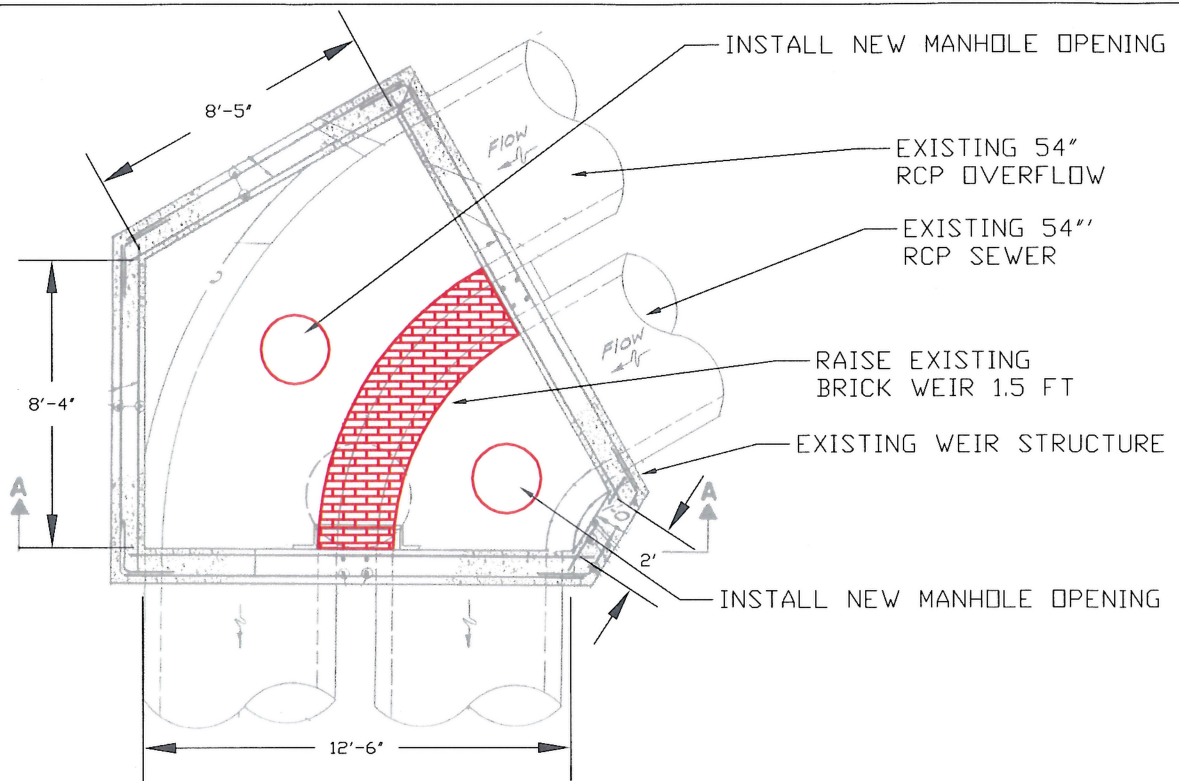 INSTALL NEW MANHOLE OPENING
8'-5"
FLOW
EXISTING 54"
RCP OVERFLOW
EXISTING 54"'
RCP SEWER
FLOW
RAISE EXISTING
BRICK WEIR 1.5 FT
8'-4"
EXISTING WEIR STRUCTURE
A
A
2'
INSTALL NEW MANHOLE OPENING
12'-6"